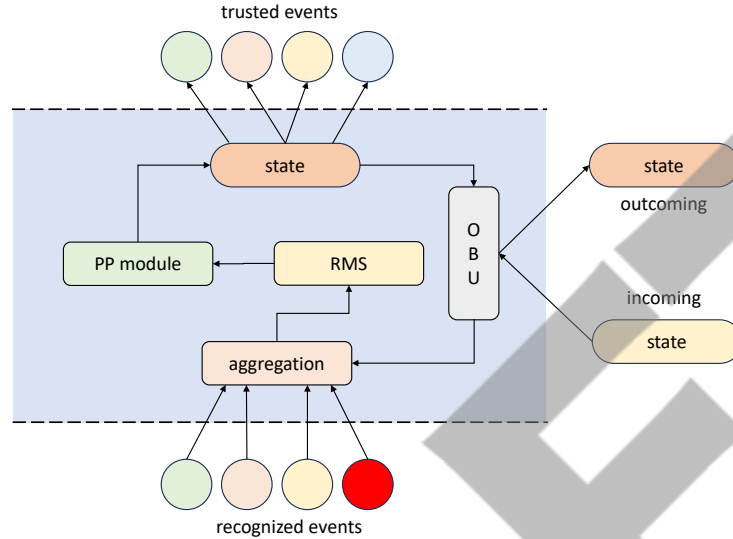 trusted events
state
state
outcoming
O
B
U
PP module
RMS
incoming
state
aggregation
recognized events